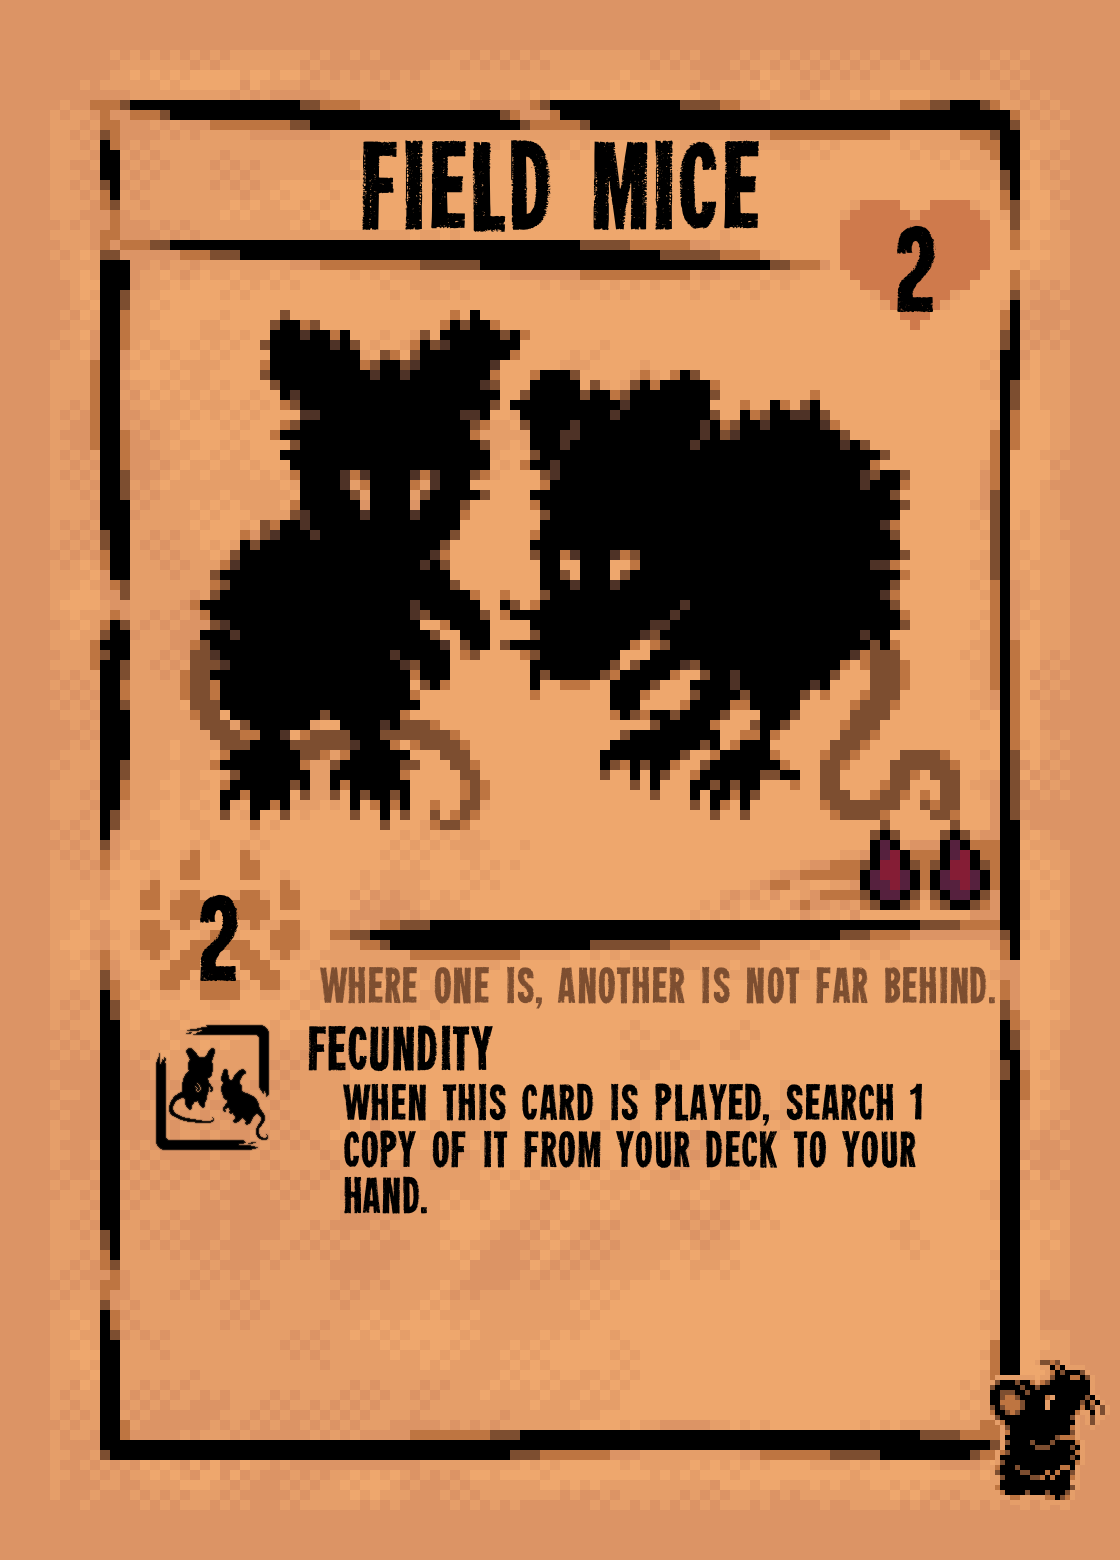 FIELD MICE
2
2
WHERE ONE IS, ANOTHER IS NOT FAR BEHIND.
FECUNDITY
WHEN THIS CARD IS PLAYED, SEARCH 1
COPY OF IT FROM YOUR DECK TO YOUR
HAND.